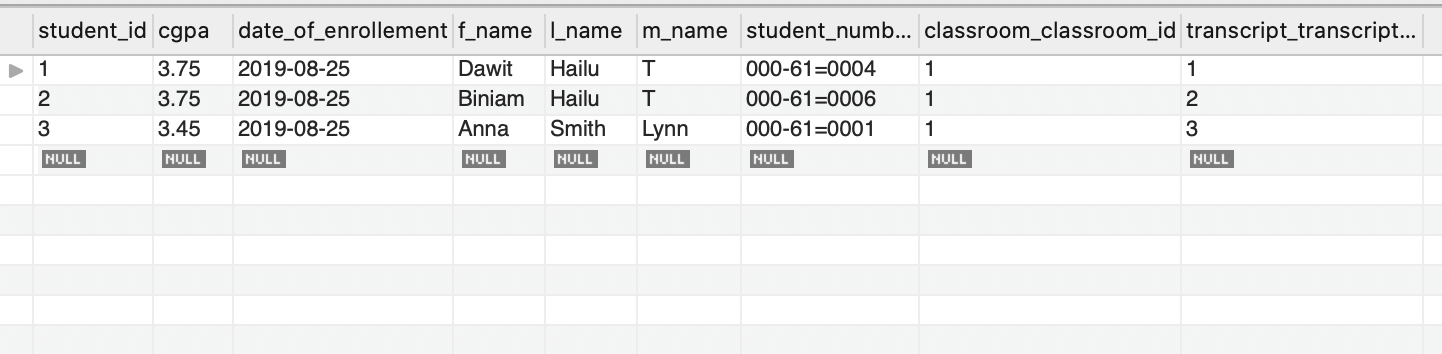 student_id cgpa date_of_enrollement f_name l_name m_name student_numb... classroom_classroom_id transcript_transcript...
1 3.75 2019-08-25 Dawit Hailu T 000-61=0004 1 1
2 3.75 2019-08-25 Biniam Hailu T 000-61=0006 1 2
3 3.45 2019-08-25 Anna Smith Lynn 000-61=0001 1 3
NULL NULL NULL NULL NULL NULL NULL NULL NULL